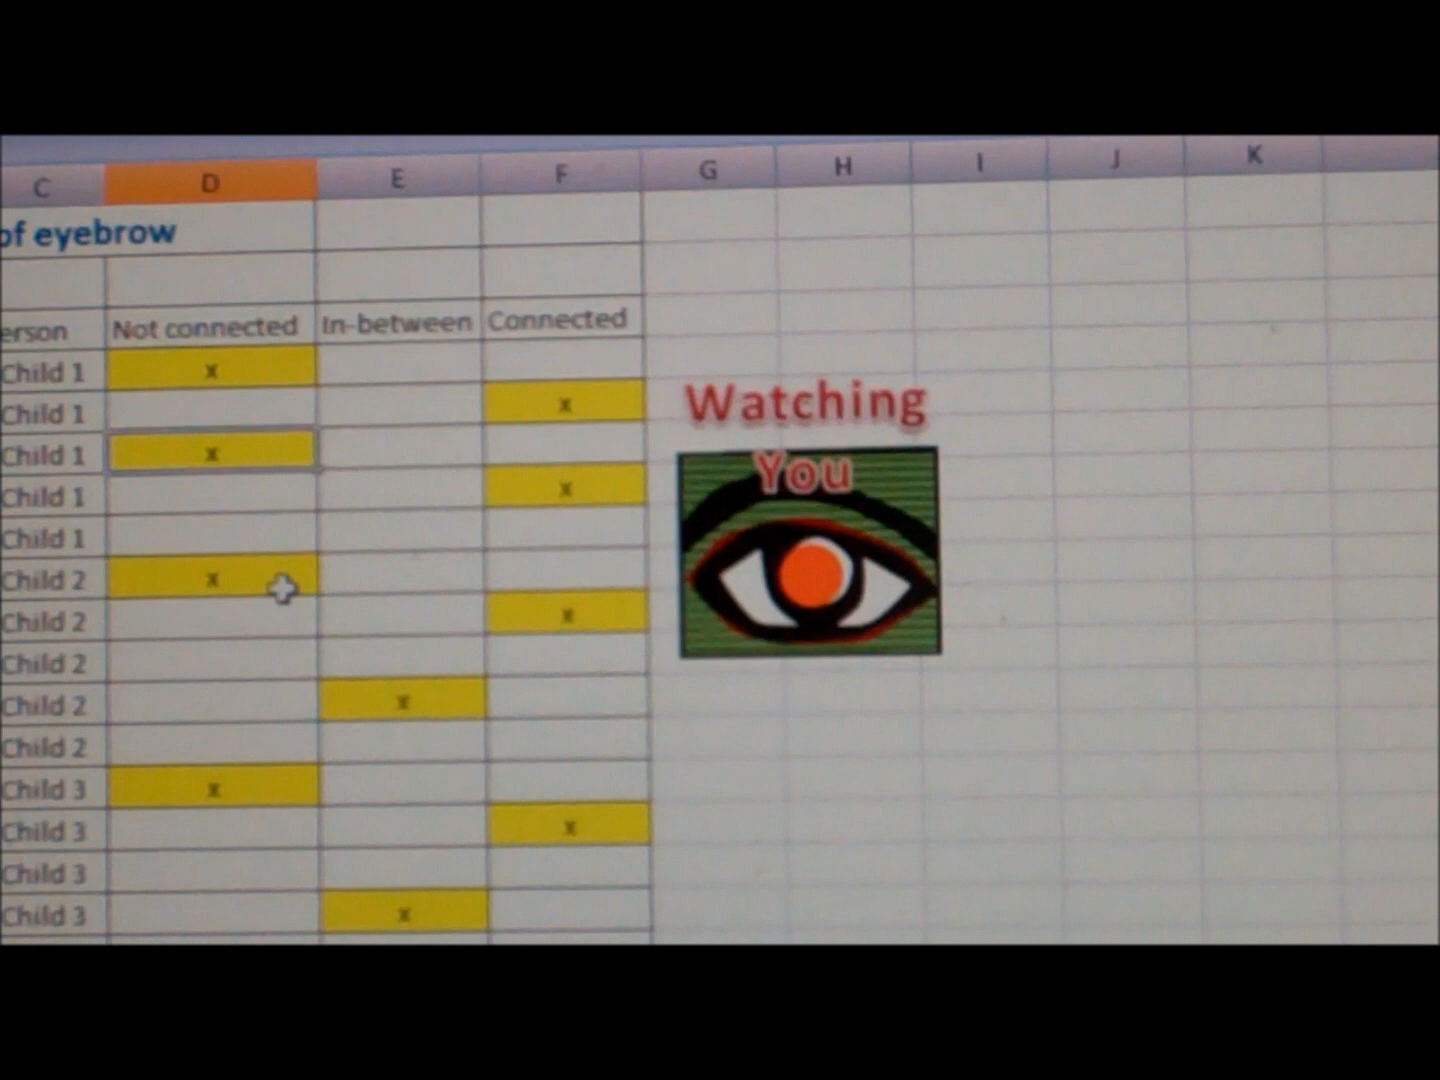 C D E F G H I J K
of eyebrow
erson Not connected In-between Connected
Child 1 x
Child 1 x
Child 1 x
Child 1 x
Child 1
Child 2 x
Child 2 x
Child 2
Child 2 x
Child 2
Child 3 x
Child 3 x
Child 3
Child 3 x
Watching
You